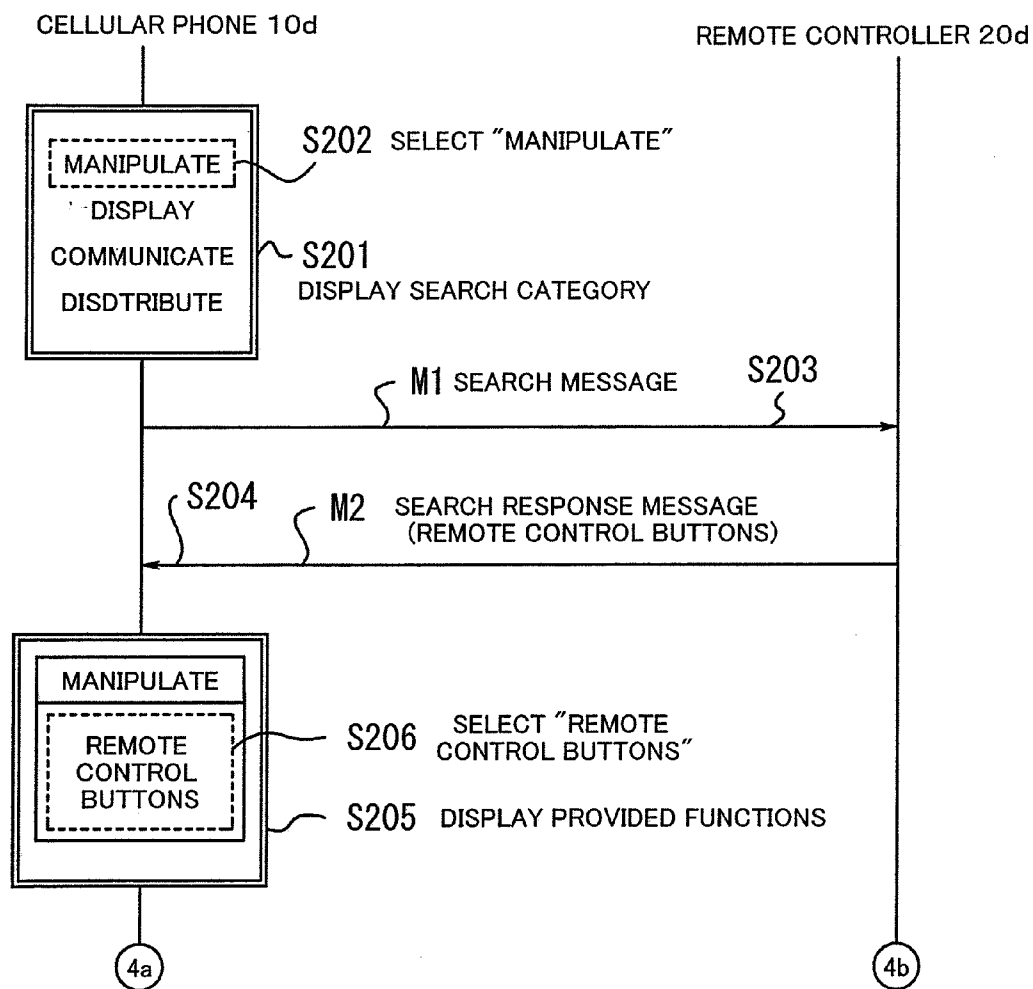 CELLULAR PHONE 10d
REMOTE CONTROLLER 20d
MANIPULATE
DISPLAY
COMMUNICATE
DISDTRIBUTE
S202 SELECT "MANIPULATE"
S201
DISPLAY SEARCH CATEGORY
M1 SEARCH MESSAGE
S203
S204
M2 SEARCH RESPONSE MESSAGE
(REMOTE CONTROL BUTTONS)
MANIPULATE
REMOTE
CONTROL
BUTTONS
S206 SELECT "REMOTE
CONTROL BUTTONS"
S205 DISPLAY PROVIDED FUNCTIONS
4a
4b